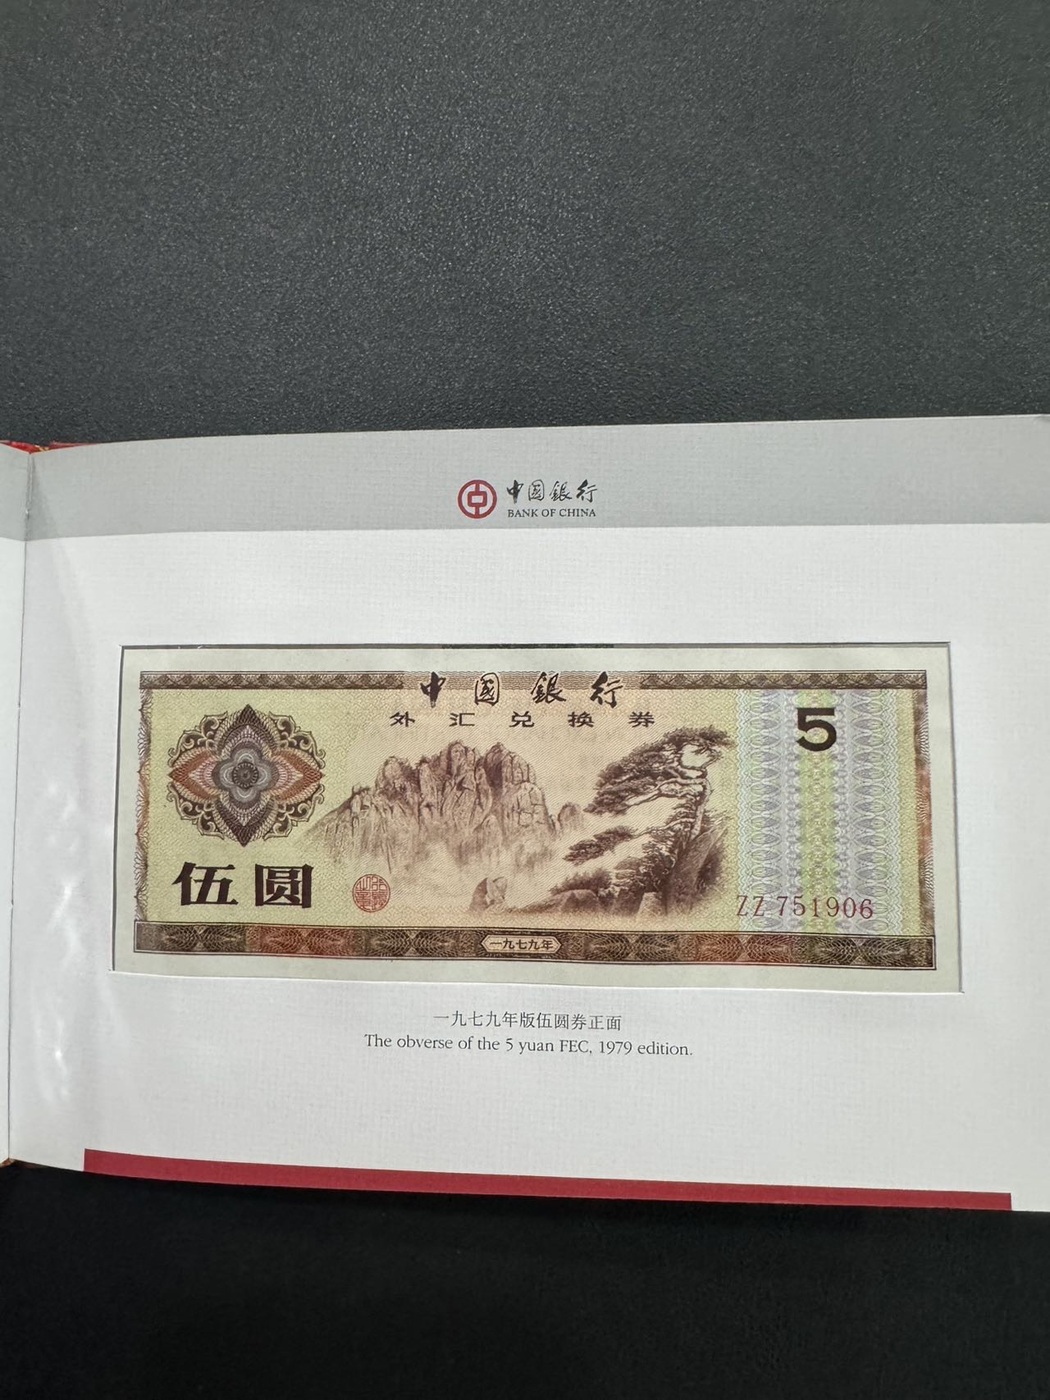 中国銀行
BANK OF CHINA
中国銀行
外汇兑换券
5
伍圆
ZZ 751906
一九七九年
一九七九年版伍圆券正面
The obverse of the 5 yuan FEC, 1979 edition.